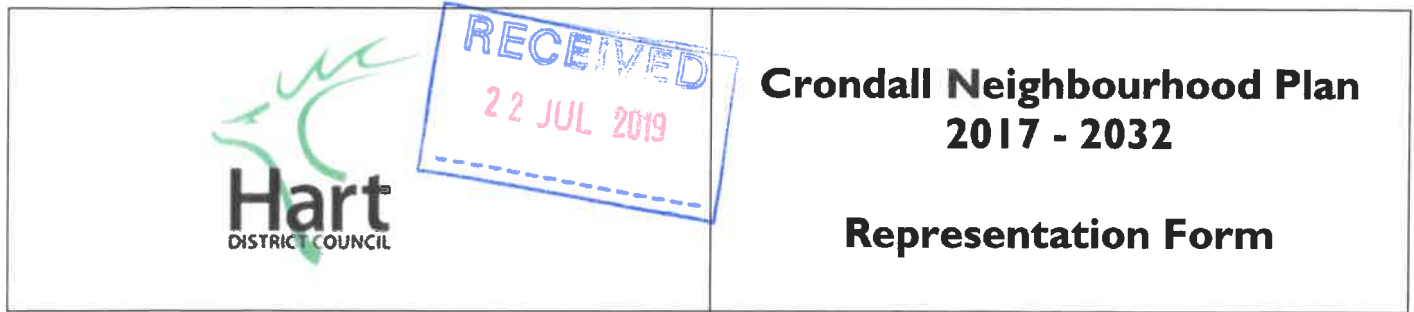 Hart
DISTRICT COUNCIL
RECEIVED
22 JUL 2019
Crondall Neighbourhood Plan
2017 - 2032
Representation Form